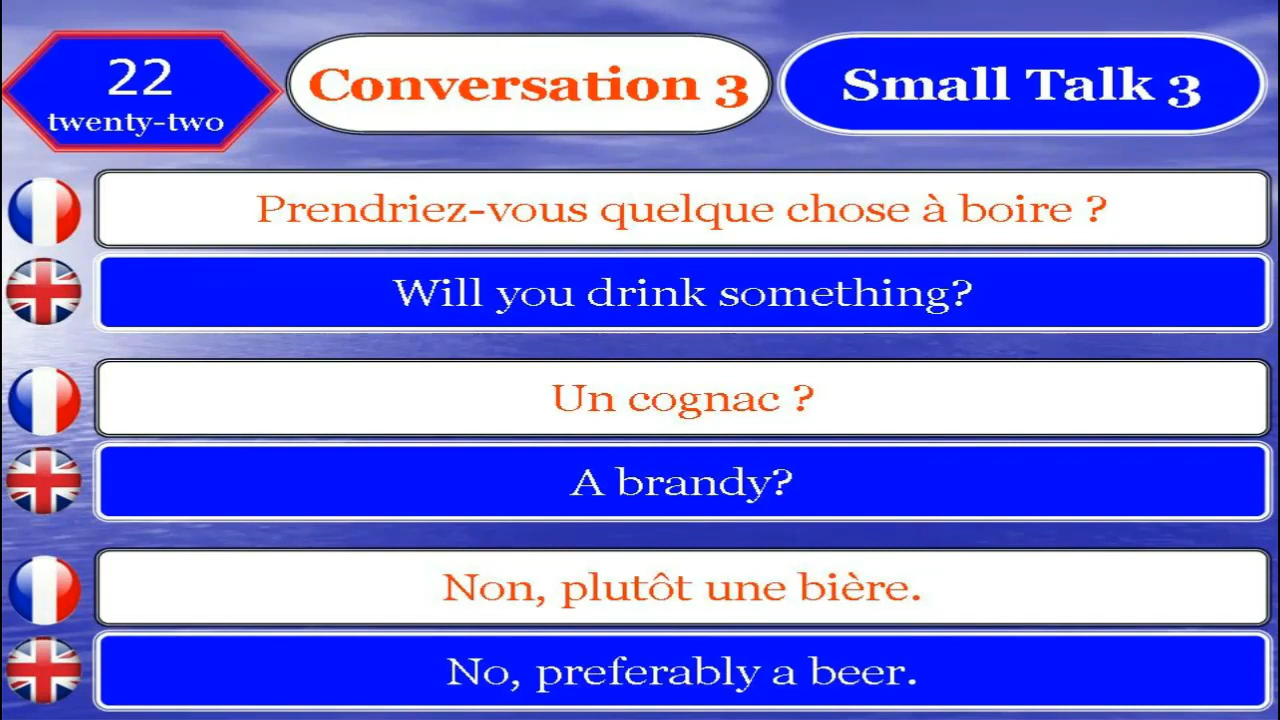 22
twenty-two
Conversation 3
Small Talk 3
Prendriez-vous quelque chose à boire ?
Will you drink something?
Un cognac ?
A brandy?
Non, plutôt une bière.
No, preferably a beer.